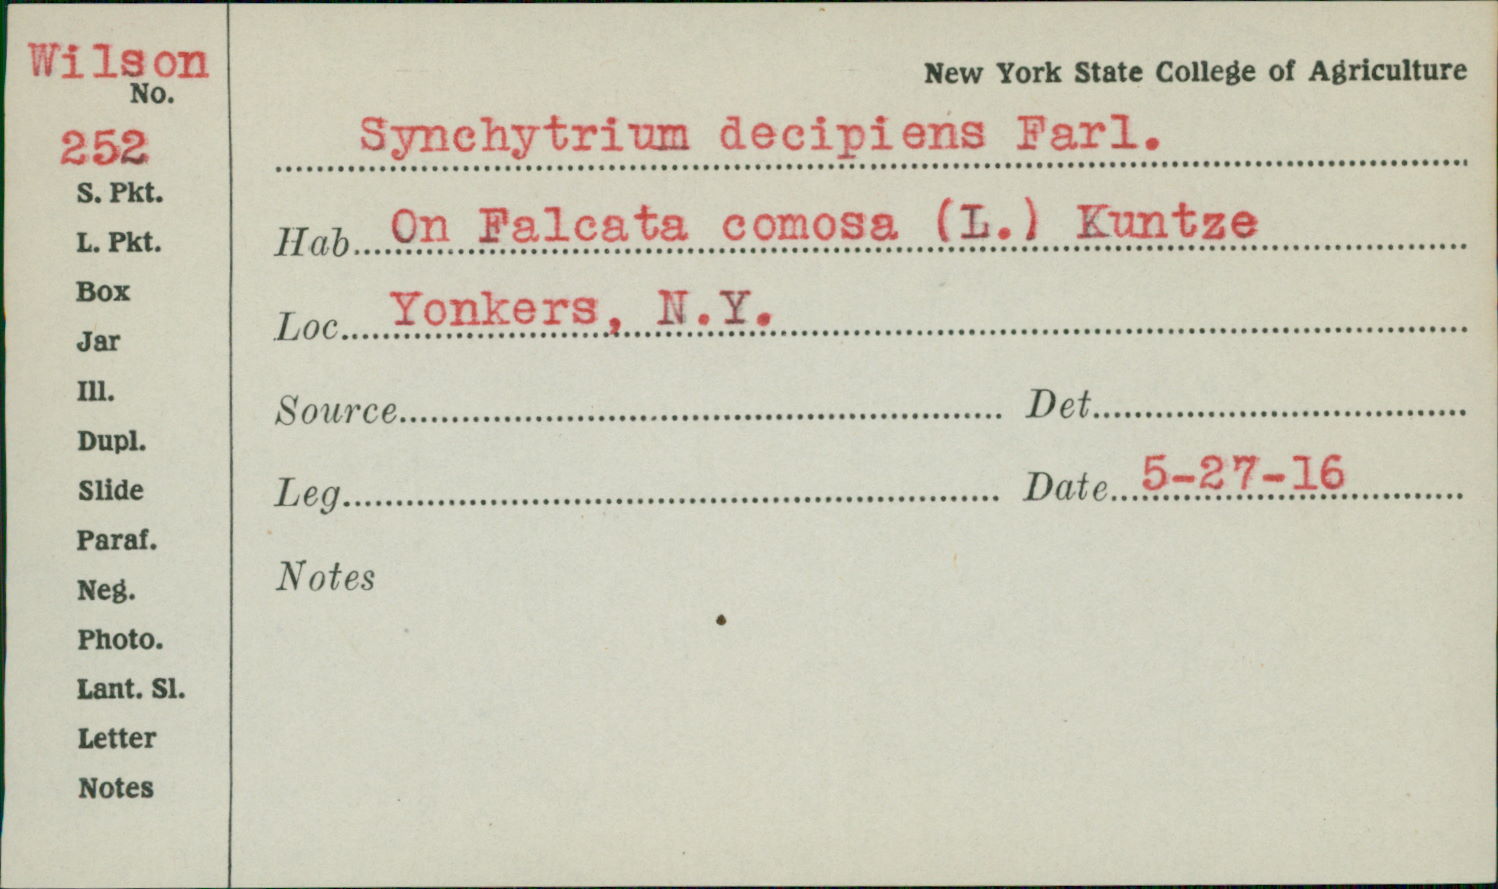 Wilson
No.
252
S. Pkt.
L. Pkt.
Box
Jar
Ill.
Dupl.
Slide
Paraf.
Neg.
Photo.
Lant. Sl.
Letter
Notes
New York State College of Agriculture
Synchytrium decipiens Farl.
Hab. On Falcata comosa (L.) Kuntze
Loc. Yonkers, N.Y.
Source Det.
Leg. Date 5-27-16
Notes